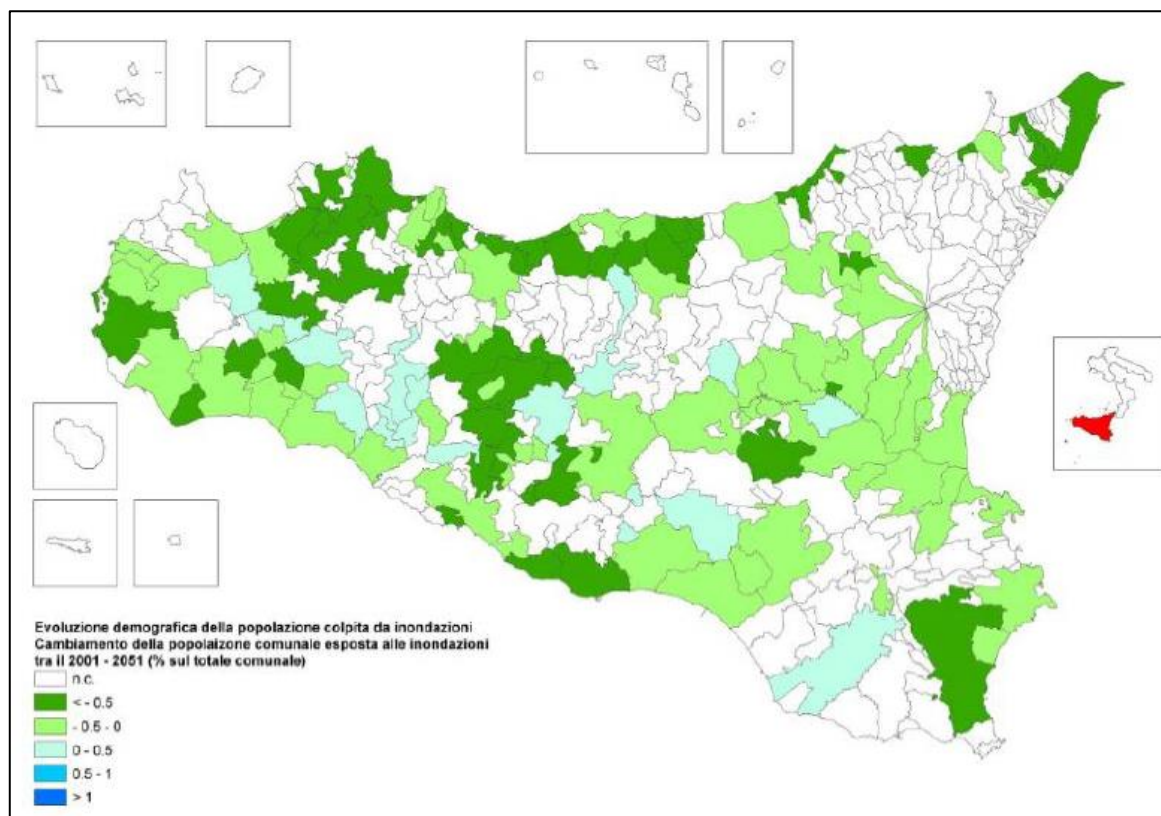 Evoluzione demografica della popolazione colpita da inondazioni
Cambiamento della popolaizone comunale esposta alle inondazioni
tra il 2001 - 2051 (% sul totale comunale)
n.c.
< - 0.5
- 0.5 - 0
0 - 0.5
0.5 - 1
> 1